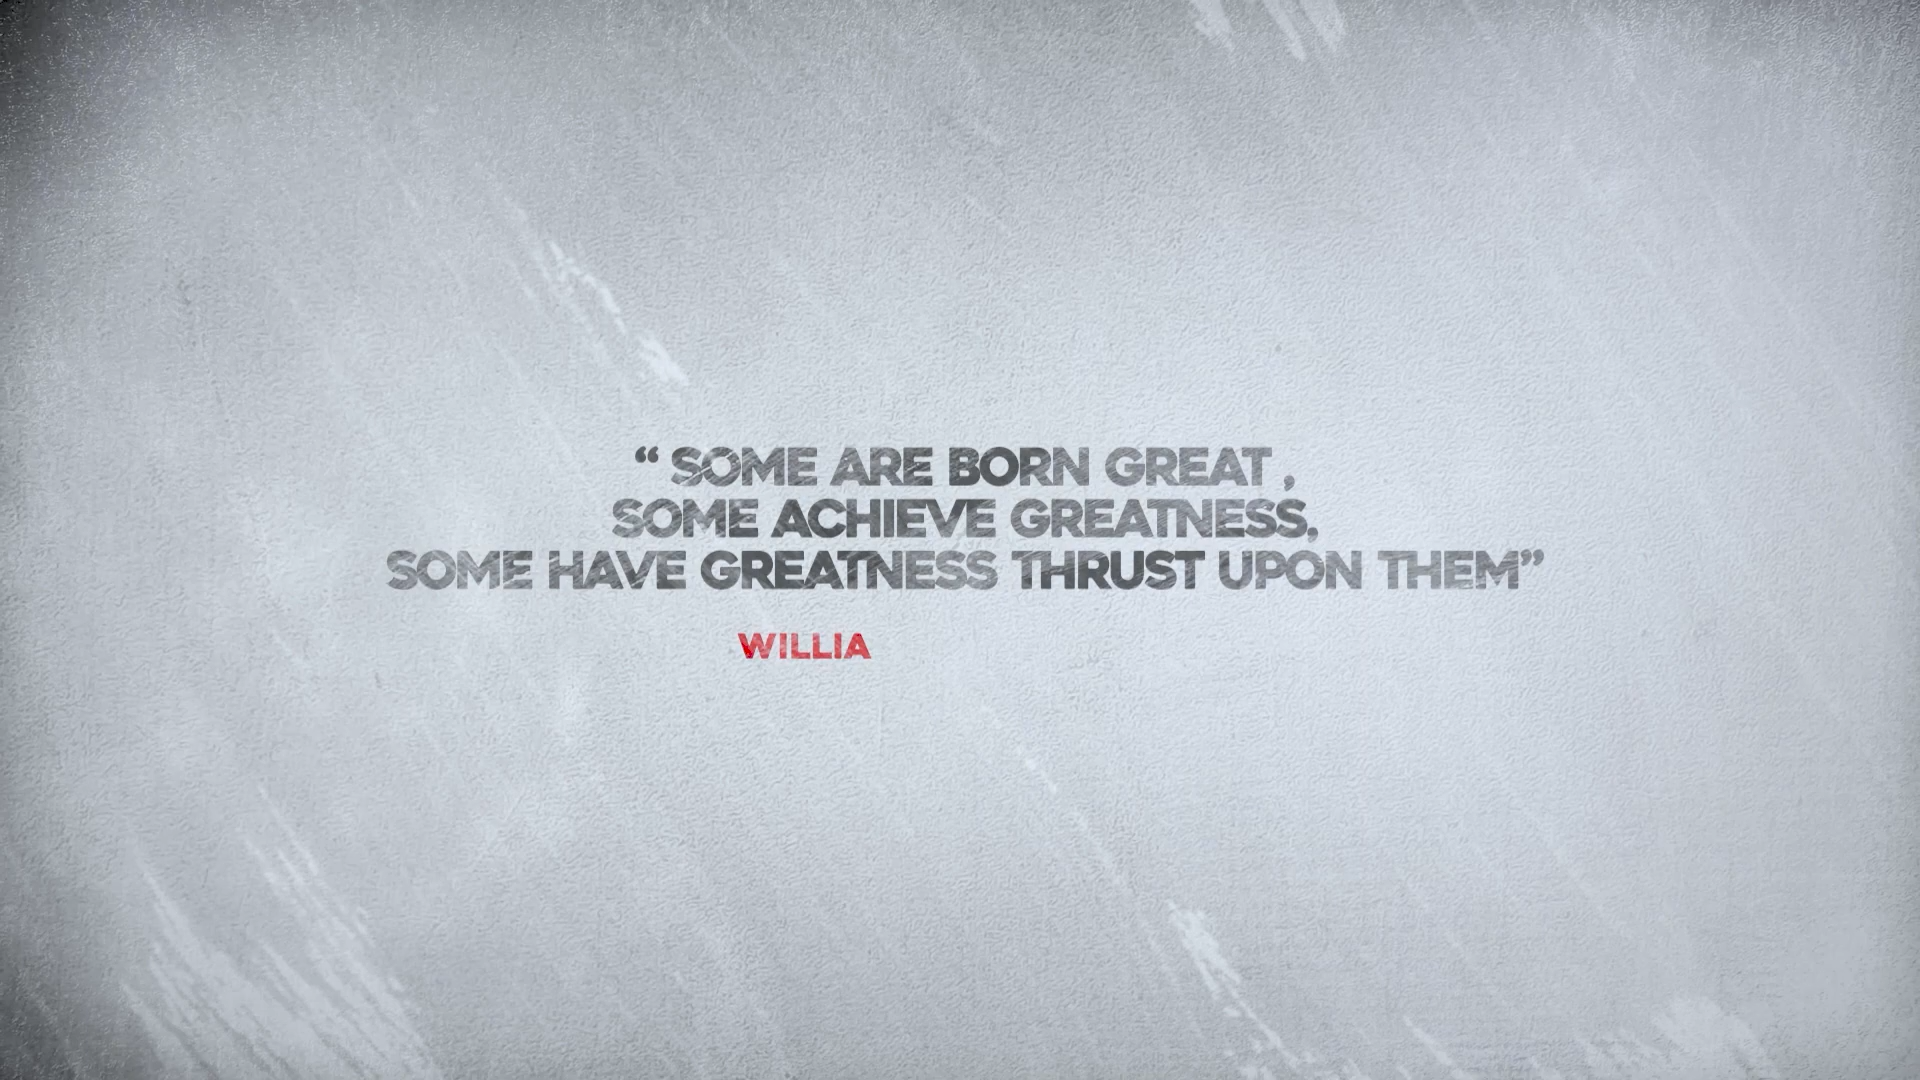 “ SOME ARE BORN GREAT ,
SOME ACHIEVE GREATNESS,
SOME HAVE GREATNESS THRUST UPON THEM”
WILLIA